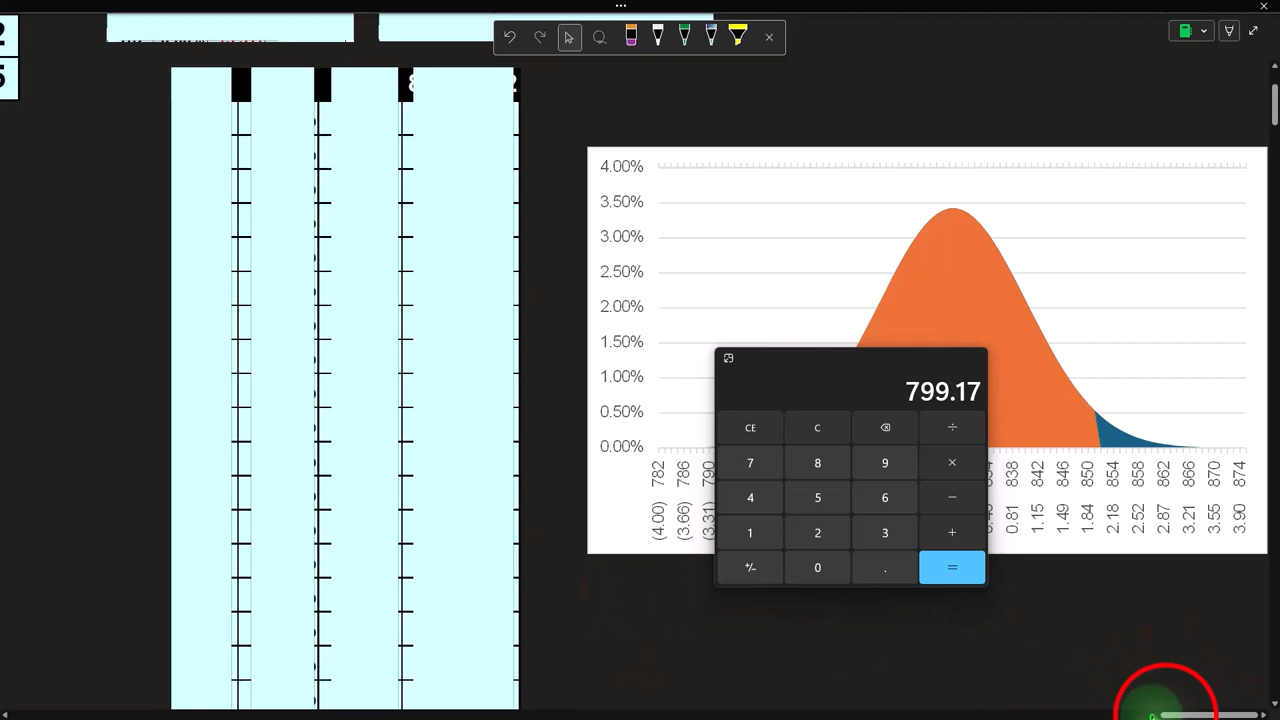 2
5
4.00%
3.50%
3.00%
2.50%
2.00%
1.50%
1.00%
0.50%
0.00%
799.17
CE C ÷
7 8 9 ×
4 5 6 −
1 2 3 +
+/− 0 . =
782 786 790 838 842 846 850 854 858 862 866 870 874
(4.00) (3.66) (3.31) 0.81 1.15 1.49 1.84 2.18 2.52 2.87 3.21 3.55 3.90